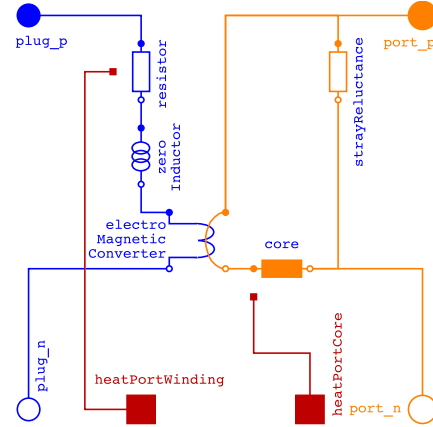 plug_p
port_p
resistor
strayReluctance
zero
Inductor
electro
Magnetic
Converter
core
plug_n
heatPortWinding
heatPortCore
port_n